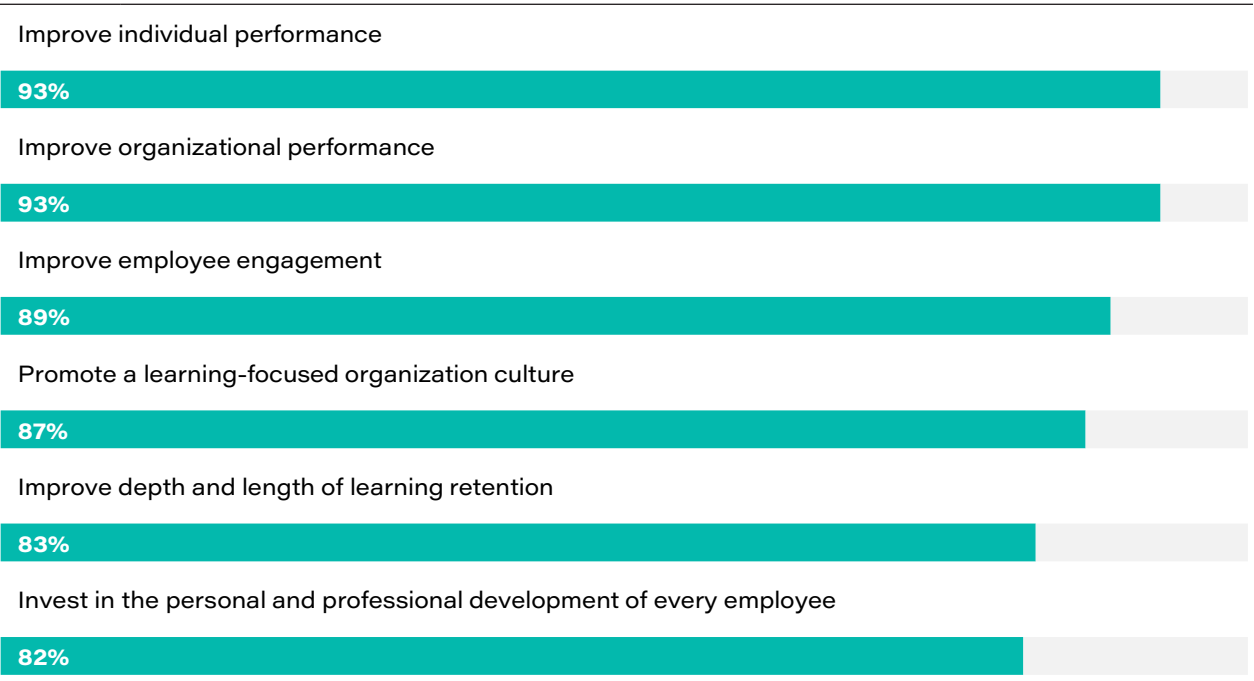 Improve individual performance
93%
Improve organizational performance
93%
Improve employee engagement
89%
Promote a learning-focused organization culture
87%
Improve depth and length of learning retention
83%
Invest in the personal and professional development of every employee
82%